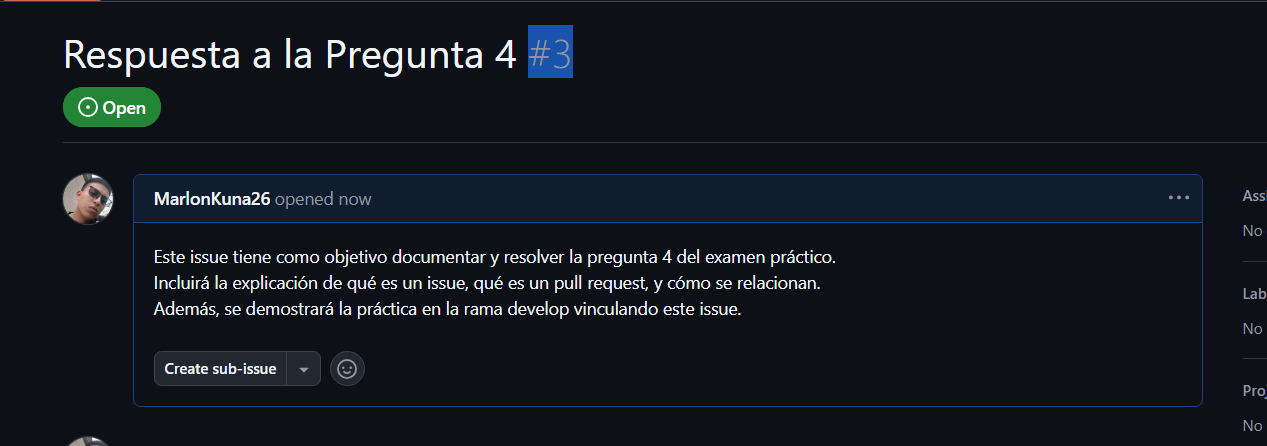 Respuesta a la Pregunta 4 #3
Open
MarlonKuna26 opened now
Este issue tiene como objetivo documentar y resolver la pregunta 4 del examen práctico.
Incluirá la explicación de qué es un issue, qué es un pull request, y cómo se relacionan.
Además, se demostrará la práctica en la rama develop vinculando este issue.
Create sub-issue
Assi
No
Lab
No
Proj
No